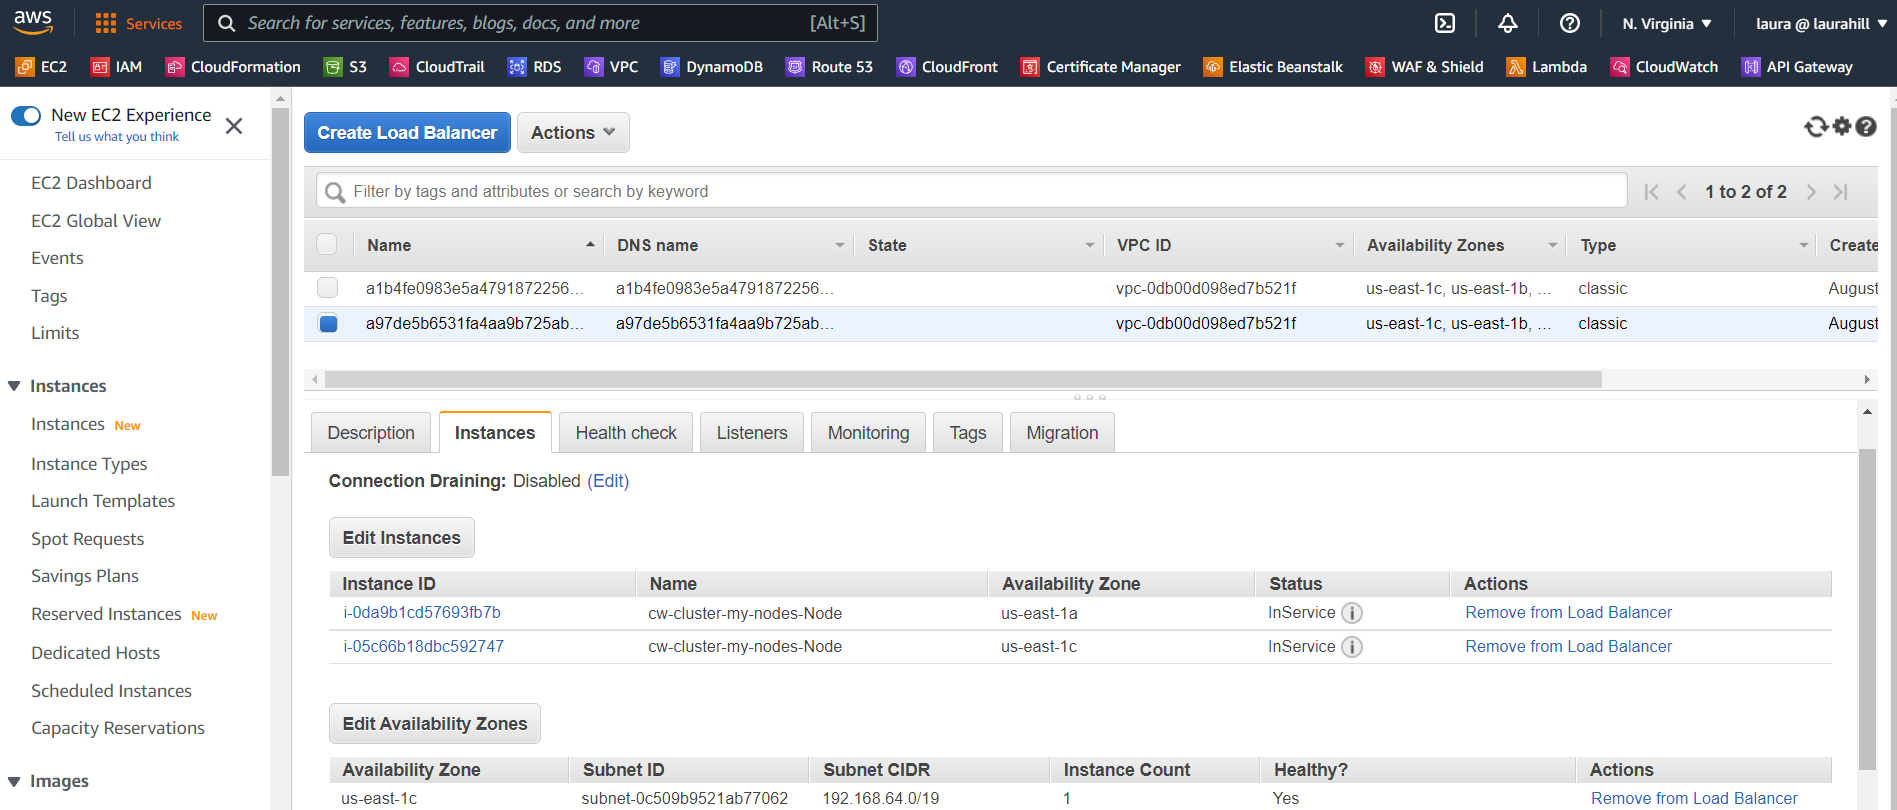 aws
Services
Search for services, features, blogs, docs, and more
[Alt+S]
N. Virginia
laura @ laurahill
EC2
IAM
CloudFormation
S3
CloudTrail
RDS
VPC
DynamoDB
Route 53
CloudFront
Certificate Manager
Elastic Beanstalk
WAF & Shield
Lambda
CloudWatch
API Gateway
New EC2 Experience
Tell us what you think
EC2 Dashboard
EC2 Global View
Events
Tags
Limits
Instances
Instances New
Instance Types
Launch Templates
Spot Requests
Savings Plans
Reserved Instances New
Dedicated Hosts
Scheduled Instances
Capacity Reservations
Images
Create Load Balancer
Actions
Filter by tags and attributes or search by keyword
1 to 2 of 2
Name DNS name State VPC ID Availability Zones Type Create
a1b4fe0983e5a4791872256... a1b4fe0983e5a4791872256... vpc-0db00d098ed7b521f us-east-1c, us-east-1b, ... classic August
a97de5b6531fa4aa9b725ab... a97de5b6531fa4aa9b725ab... vpc-0db00d098ed7b521f us-east-1c, us-east-1b, ... classic August
Description Instances Health check Listeners Monitoring Tags Migration
Connection Draining: Disabled (Edit)
Edit Instances
Instance ID Name Availability Zone Status Actions
i-0da9b1cd57693fb7b cw-cluster-my-nodes-Node us-east-1a InService Remove from Load Balancer
i-05c66b18dbc592747 cw-cluster-my-nodes-Node us-east-1c InService Remove from Load Balancer
Edit Availability Zones
Availability Zone Subnet ID Subnet CIDR Instance Count Healthy? Actions
us-east-1c subnet-0c509b9521ab77062 192.168.64.0/19 1 Yes Remove from Load Balancer